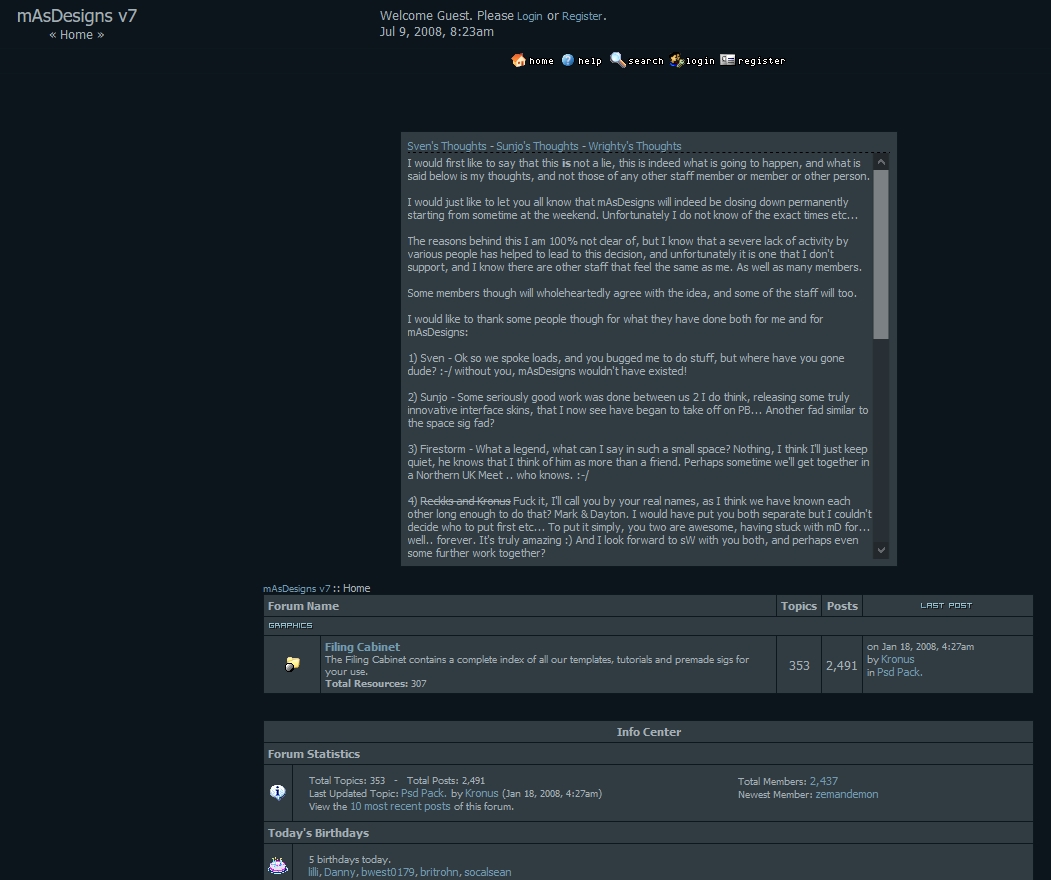 mAsDesigns v7
« Home »
Welcome Guest. Please Login or Register.
Jul 9, 2008, 8:23am
home help search login register
Sven's Thoughts - Sunjo's Thoughts - Wrighty's Thoughts
I would first like to say that this is not a lie, this is indeed what is going to happen, and what is
said below is my thoughts, and not those of any other staff member or member or other person.
I would just like to let you all know that mAsDesigns will indeed be closing down permanently
starting from sometime at the weekend. Unfortunately I do not know of the exact times etc...
The reasons behind this I am 100% not clear of, but I know that a severe lack of activity by
various people has helped to lead to this decision, and unfortunately it is one that I don't
support, and I know there are other staff that feel the same as me. As well as many members.
Some members though will wholeheartedly agree with the idea, and some of the staff will too.
I would like to thank some people though for what they have done both for me and for
mAsDesigns:
1) Sven - Ok so we spoke loads, and you bugged me to do stuff, but where have you gone
dude? :-/ without you, mAsDesigns wouldn't have existed!
2) Sunjo - Some seriously good work was done between us 2 I do think, releasing some truly
innovative interface skins, that I now see have began to take off on PB... Another fad similar to
the space sig fad?
3) Firestorm - What a legend, what can I say in such a small space? Nothing, I think I'll just keep
quiet, he knows that I think of him as more than a friend. Perhaps sometime we'll get together in
a Northern UK Meet .. who knows. :-/
4) Reckks and Kronus Fuck it, I'll call you by your real names, as I think we have known each
other long enough to do that? Mark & Dayton. I would have put you both separate but I couldn't
decide who to put first etc... To put it simply, you two are awesome, having stuck with mD for...
well.. forever. It's truly amazing :) And I look forward to sW with you both, and perhaps even
some further work together?
mAsDesigns v7 :: Home
Forum Name Topics Posts LAST POST
GRAPHICS
Filing Cabinet
The Filing Cabinet contains a complete index of all our templates, tutorials and premade sigs for
your use.
Total Resources: 307
353
2,491
on Jan 18, 2008, 4:27am
by Kronus
in Psd Pack.
Info Center
Forum Statistics
Total Topics: 353 - Total Posts: 2,491
Last Updated Topic: Psd Pack. by Kronus (Jan 18, 2008, 4:27am)
View the 10 most recent posts of this forum.
Total Members: 2,437
Newest Member: zemandemon
Today's Birthdays
5 birthdays today.
lilli, Danny, bwest0179, britrohn, socalsean